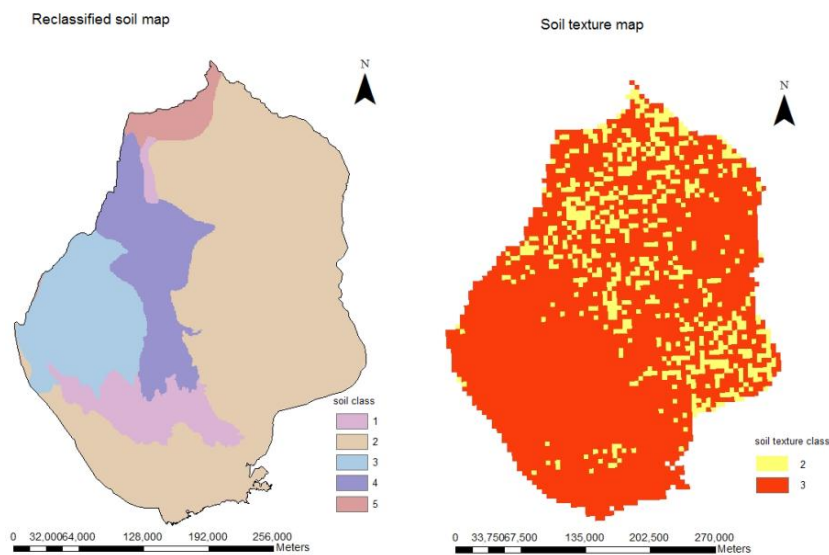 Reclassified soil map
N
soil class
1
2
3
4
5
0 32,00064,000 128,000 192,000 256,000
Meters
Soil texture map
N
soil texture class
2
3
0 33,75067,500 135,000 202,500 270,000
Meters